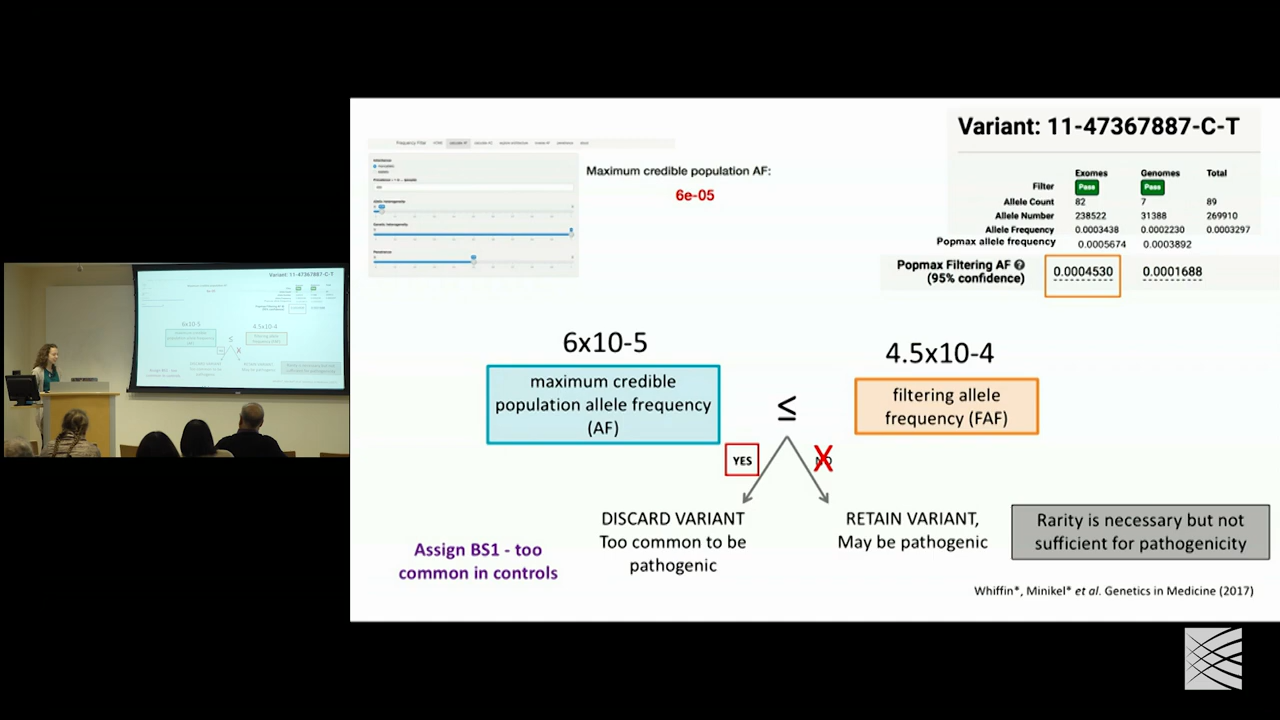 Variant: 11-47367887-C-T
Maximum credible population AF:
6e-05
Exomes Genomes Total
Filter Pass Pass
Allele Count 82 7 89
Allele Number 238522 31388 269910
Allele Frequency 0.0003438 0.0002230 0.0003297
Popmax allele frequency 0.0005674 0.0003892
Popmax Filtering AF ?
(95% confidence) 0.0004530 0.0001688
6x10-5
4.5x10-4
maximum credible
population allele frequency
(AF)
≤
filtering allele
frequency (FAF)
YES
NO
DISCARD VARIANT
Too common to be
pathogenic
RETAIN VARIANT,
May be pathogenic
Rarity is necessary but not
sufficient for pathogenicity
Assign BS1 - too
common in controls
Whiffin*, Minikel* et al. Genetics in Medicine (2017)